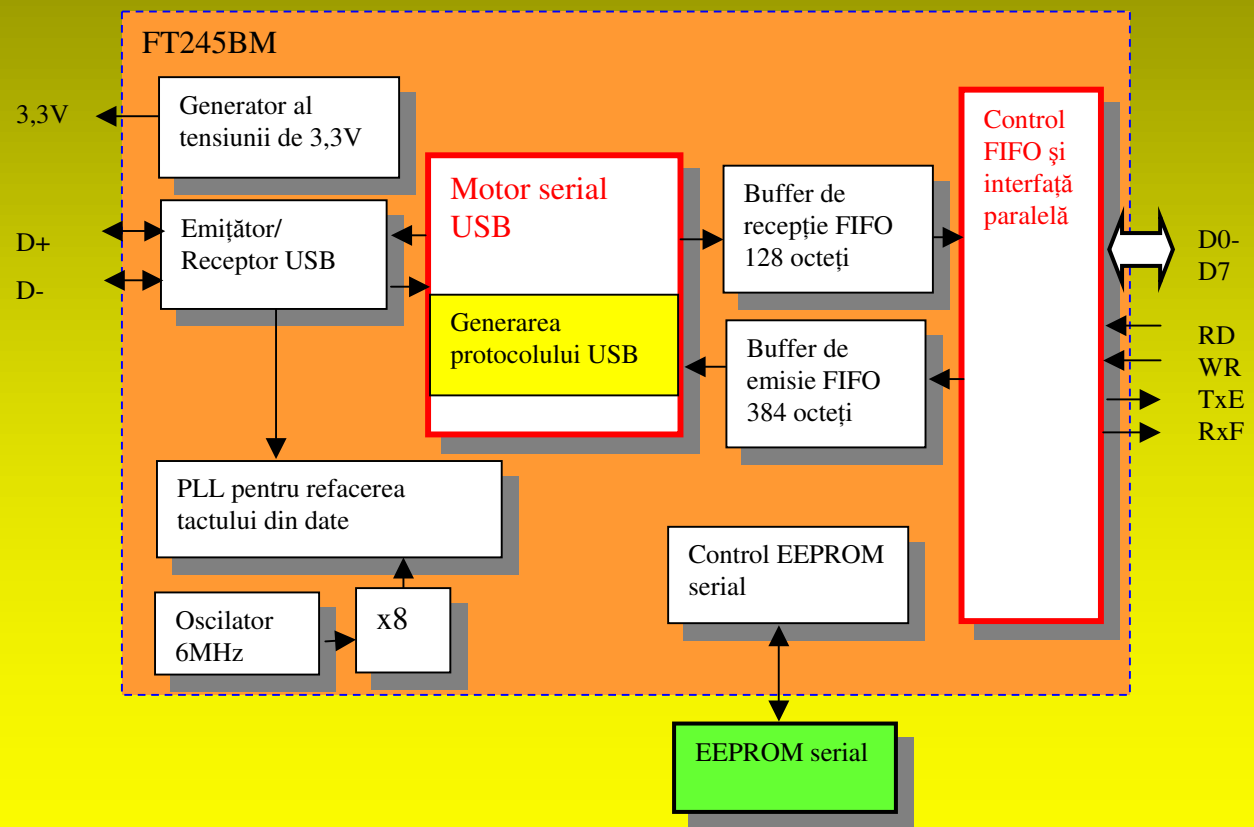 FT245BM
3,3V
Generator al
tensiunii de 3,3V
D+
D-
Emițător/
Receptor USB
Motor serial
USB
Generarea
protocolului USB
Buffer de
recepție FIFO
128 octeți
Buffer de
emisie FIFO
384 octeți
Control
FIFO și
interfață
paralelă
D0-
D7
RD
WR
TxE
RxF
PLL pentru refacerea
tactului din date
Oscilator
6MHz
x8
Control EEPROM
serial
EEPROM serial